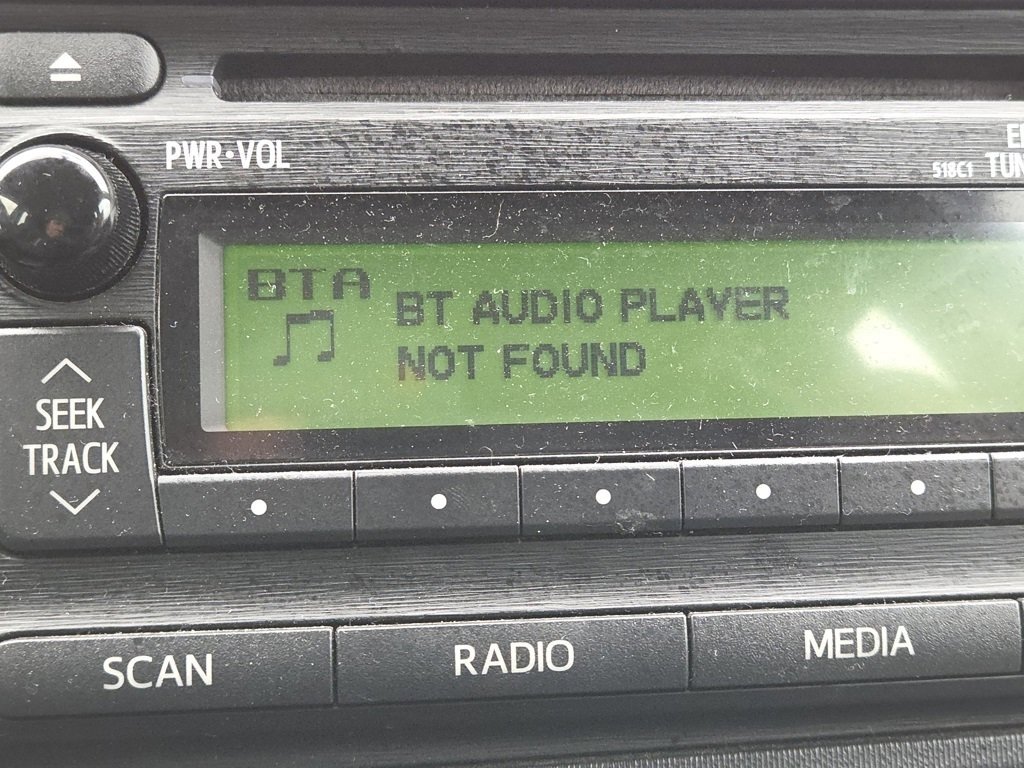 PWR•VOL
518C1
BTA
BT AUDIO PLAYER
NOT FOUND
SEEK
TRACK
SCAN
RADIO
MEDIA